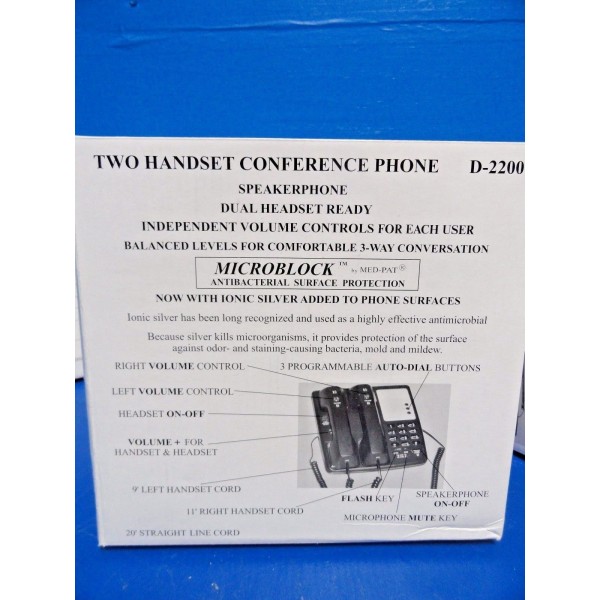 TWO HANDSET CONFERENCE PHONE D-2200
SPEAKERPHONE
DUAL HEADSET READY
INDEPENDENT VOLUME CONTROLS FOR EACH USER
BALANCED LEVELS FOR COMFORTABLE 3-WAY CONVERSATION
MICROBLOCK™ by MED-PAT®
ANTIBACTERIAL SURFACE PROTECTION
NOW WITH IONIC SILVER ADDED TO PHONE SURFACES
Ionic silver has been long recognized and used as a highly effective antimicrobial
Because silver kills microorganisms, it provides protection of the surface
against odor- and staining-causing bacteria, mold and mildew.
RIGHT VOLUME CONTROL 3 PROGRAMMABLE AUTO-DIAL BUTTONS
LEFT VOLUME CONTROL
HEADSET ON-OFF
VOLUME + FOR
HANDSET & HEADSET
9' LEFT HANDSET CORD
FLASH KEY
SPEAKERPHONE
ON-OFF
11' RIGHT HANDSET CORD
MICROPHONE MUTE KEY
20' STRAIGHT LINE CORD